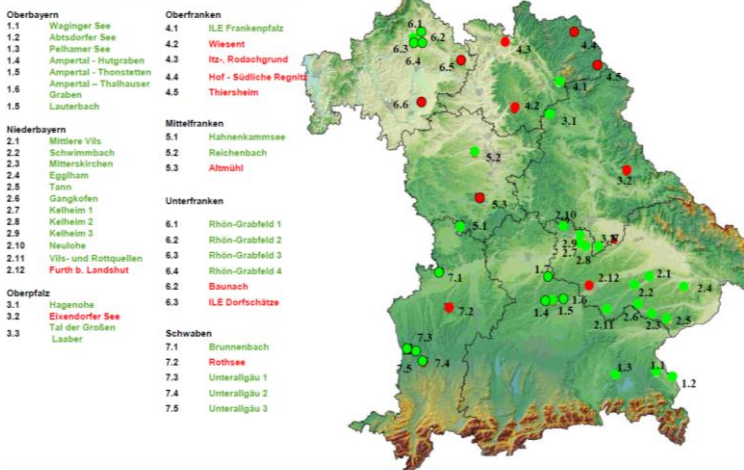 Oberbayern
1.1 Waginger See
1.2 Abtsdorfer See
1.3 Pelhamer See
1.4 Ampertal - Hutgraben
1.5 Ampertal - Thonstetten
1.6 Ampertal – Thalhauser Graben
1.5 Lauterbach
Niederbayern
2.1 Mittlere Vils
2.2 Schwimmbach
2.3 Mitterskirchen
2.4 Egglham
2.5 Tann
2.6 Gangkofen
2.7 Kelheim 1
2.8 Kelheim 2
2.9 Kelheim 3
2.10 Neulohe
2.11 Vils- und Rottquellen
2.12 Furth b. Landshut
Oberpfalz
3.1 Hagenohe
3.2 Eixendorfer See
3.3 Tal der Großen
Laaber
Oberfranken
4.1 ILE Frankenpfalz
4.2 Wiesent
4.3 Itz-, Rodachgrund
4.4 Hof - Südliche Regnitz
4.5 Thiersheim
Mittelfranken
5.1 Hahnenkammsee
5.2 Reichenbach
5.3 Altmühl
Unterfranken
6.1 Rhön-Grabfeld 1
6.2 Rhön-Grabfeld 2
6.3 Rhön-Grabfeld 3
6.4 Rhön-Grabfeld 4
6.2 Baunach
6.3 ILE Dorfschätze
Schwaben
7.1 Brunnenbach
7.2 Rothsee
7.3 Unterallgäu 1
7.4 Unterallgäu 2
7.5 Unterallgäu 3
6.1
6.2
6.3
6.4
6.5
6.6
4.3
4.4
4.5
4.1
4.2
3.1
5.2
3.2
5.3
5.1
2.10
2.9
2.7
2.8
7.1
2.12
2.1
2.2
2.4
1.4
1.5
1.6
2.11
2.6
2.3
2.5
7.2
7.3
7.5
7.4
1.3
1.1
1.2